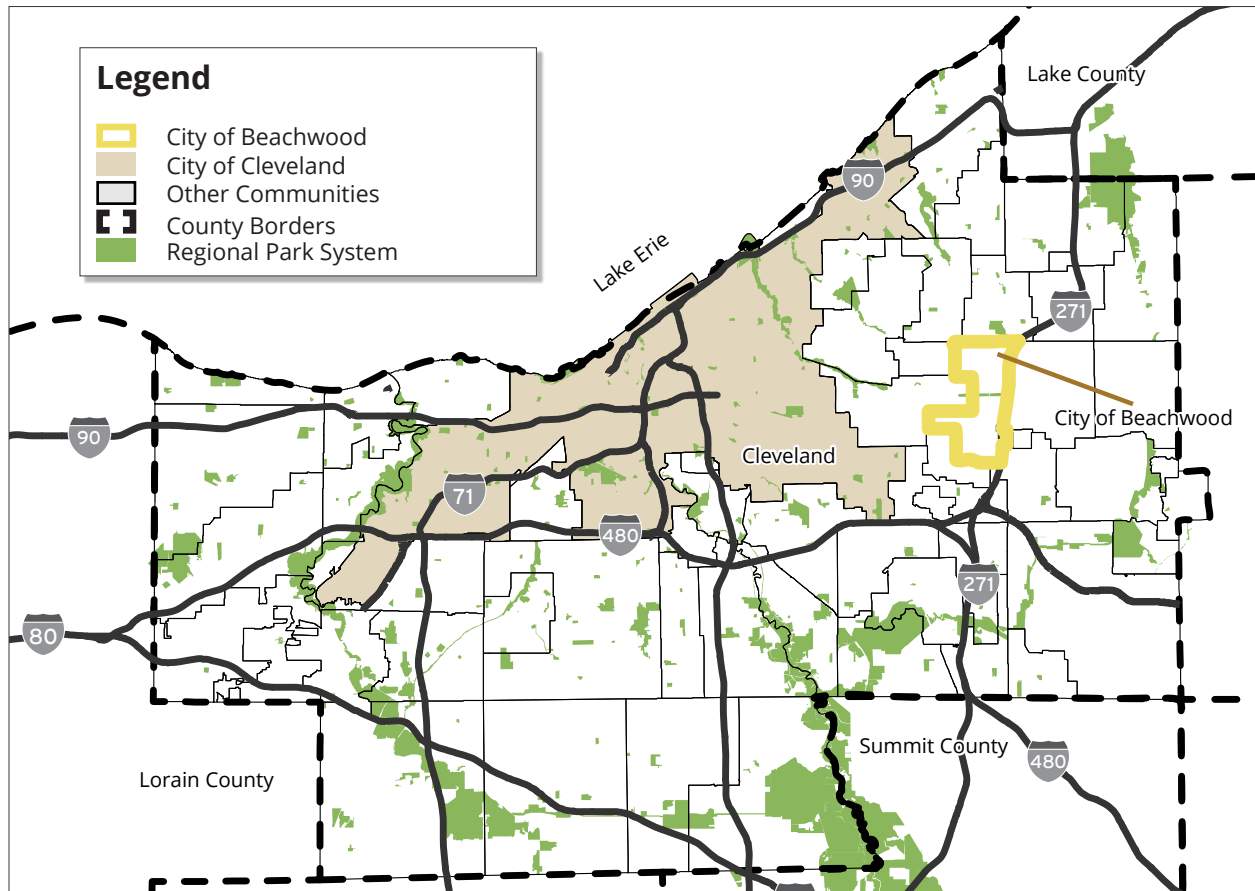 Legend
City of Beachwood
City of Cleveland
Other Communities
County Borders
Regional Park System
Lake County
90
Lake Erie
271
City of Beachwood
90
Cleveland
71
480
271
80
Summit County
480
Lorain County